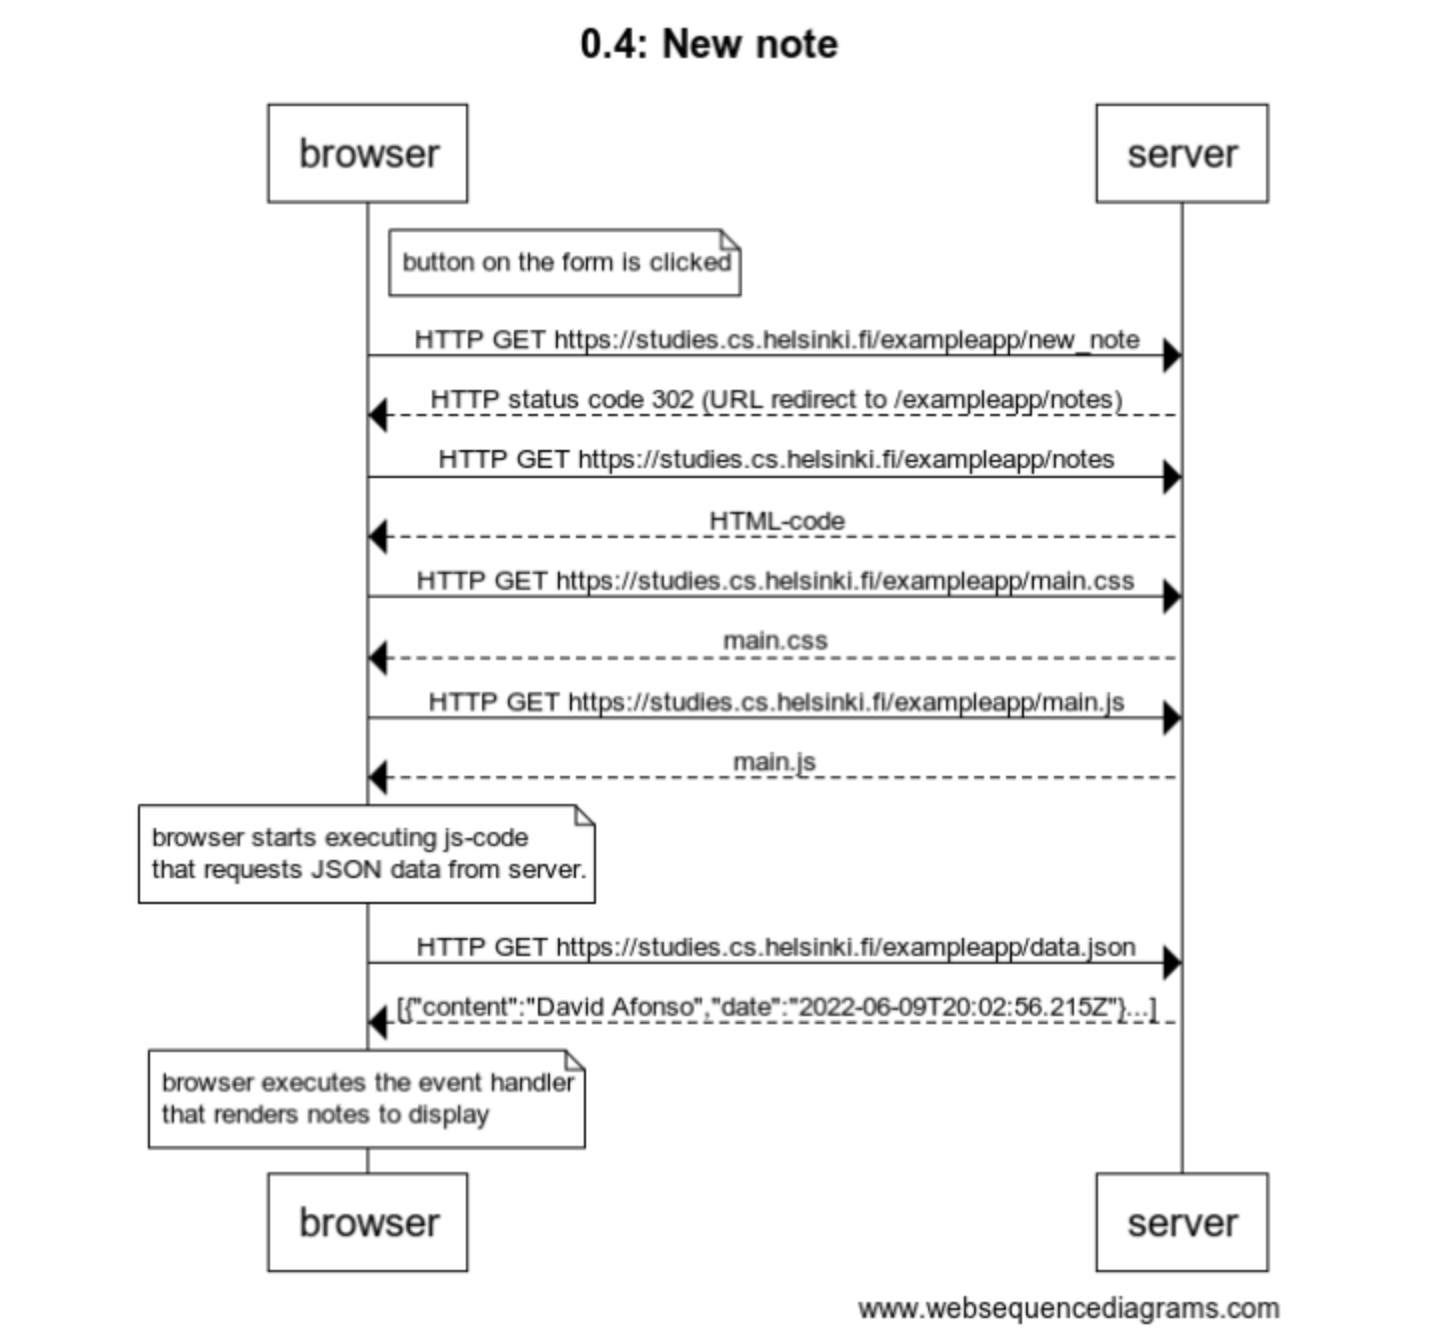 0.4: New note
browser
server
button on the form is clicked
HTTP GET https://studies.cs.helsinki.fi/exampleapp/new_note
HTTP status code 302 (URL redirect to /exampleapp/notes)
HTTP GET https://studies.cs.helsinki.fi/exampleapp/notes
HTML-code
HTTP GET https://studies.cs.helsinki.fi/exampleapp/main.css
main.css
HTTP GET https://studies.cs.helsinki.fi/exampleapp/main.js
main.js
browser starts executing js-code
that requests JSON data from server.
HTTP GET https://studies.cs.helsinki.fi/exampleapp/data.json
[{"content":"David Afonso","date":"2022-06-09T20:02:56.215Z"}...]
browser executes the event handler
that renders notes to display
browser
server
www.websequencediagrams.com